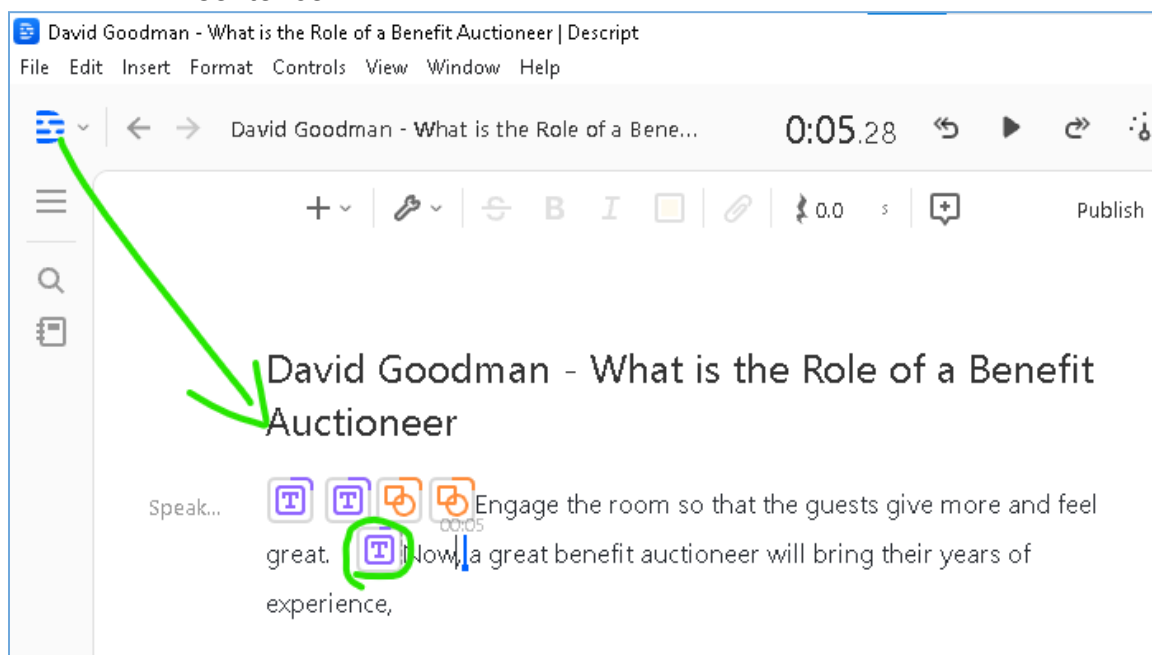 David Goodman - What is the Role of a Benefit Auctioneer | Descript
File Edit Insert Format Controls View Window Help
David Goodman - What is the Role of a Bene... 0:05.28
0.0 s Publish
David Goodman - What is the Role of a Benefit
Auctioneer
Speak... T T Engage the room so that the guests give more and feel
00:05
great. T Now, a great benefit auctioneer will bring their years of
experience,